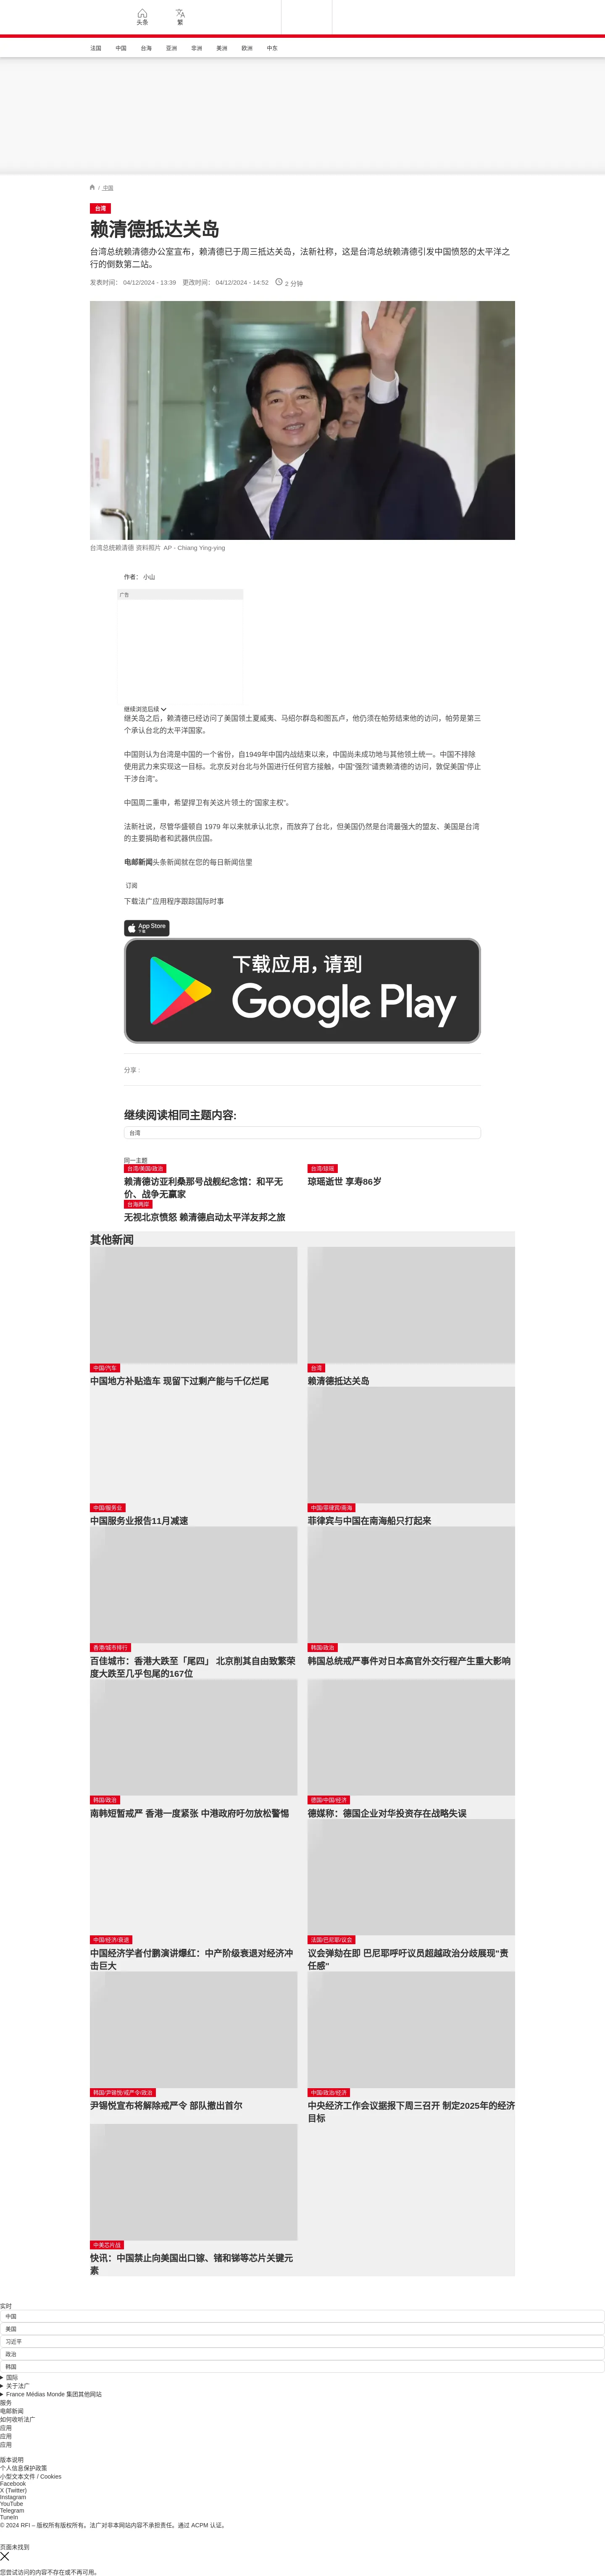 头条
繁
法国
中国
台海
亚洲
非洲
美洲
欧洲
中东
/ 中国
台湾
赖清德抵达关岛
台湾总统赖清德办公室宣布，赖清德已于周三抵达关岛，法新社称，这是台湾总统赖清德引发中国愤怒的太平洋之
行的倒数第二站。
发表时间： 04/12/2024 - 13:39 更改时间： 04/12/2024 - 14:52 2 分钟
台湾总统赖清德 资料照片 AP - Chiang Ying-ying
作者： 小山
广告
继续浏览后续
继关岛之后，赖清德已经访问了美国领土夏威夷、马绍尔群岛和图瓦卢，他仍须在帕劳结束他的访问，帕劳是第三
个承认台北的太平洋国家。
中国则认为台湾是中国的一个省份，自1949年中国内战结束以来，中国尚未成功地与其他领土统一。中国不排除
使用武力来实现这一目标。北京反对台北与外国进行任何官方接触，中国“强烈”谴责赖清德的访问，敦促美国“停止
干涉台湾”。
中国周二重申，希望捍卫有关这片领土的“国家主权”。
法新社说，尽管华盛顿自 1979 年以来就承认北京，而放弃了台北，但美国仍然是台湾最强大的盟友、美国是台湾
的主要捐助者和武器供应国。
电邮新闻头条新闻就在您的每日新闻信里
订阅
下载法广应用程序跟踪国际时事
App Store
下载
下载应用，请到
Google Play
分享 :
继续阅读相同主题内容:
台湾
同一主题
台湾/美国/政治
赖清德访亚利桑那号战舰纪念馆：和平无
价、战争无赢家
台湾/琼瑶
琼瑶逝世 享寿86岁
台海两岸
无视北京愤怒 赖清德启动太平洋友邦之旅
其他新闻
中国/汽车
中国地方补贴造车 现留下过剩产能与千亿烂尾
台湾
赖清德抵达关岛
中国/服务业
中国服务业报告11月减速
中国/菲律宾/南海
菲律宾与中国在南海船只打起来
香港/城市排行
百佳城市：香港大跌至「尾四」 北京削其自由致繁荣
度大跌至几乎包尾的167位
韩国/政治
韩国总统戒严事件对日本高官外交行程产生重大影响
韩国/政治
南韩短暂戒严 香港一度紧张 中港政府吁勿放松警惕
德国/中国/经济
德媒称：德国企业对华投资存在战略失误
中国/经济/衰退
中国经济学者付鹏演讲爆红：中产阶级衰退对经济冲
击巨大
法国/巴尼耶/议会
议会弹劾在即 巴尼耶呼吁议员超越政治分歧展现“责
任感”
韩国/尹锡悦/戒严令/政治
尹锡悦宣布将解除戒严令 部队撤出首尔
中国/政治/经济
中央经济工作会议据报下周三召开 制定2025年的经济
目标
中美芯片战
快讯：中国禁止向美国出口镓、锗和锑等芯片关键元
素
实时
中国
美国
习近平
政治
韩国
国际
关于法广
France Médias Monde 集团其他网站
服务
电邮新闻
如何收听法广
应用
应用
应用
版本说明
个人信息保护政策
小型文本文件 / Cookies
Facebook
X (Twitter)
Instagram
YouTube
Telegram
TuneIn
© 2024 RFI – 版权所有版权所有。法广对非本网站内容不承担责任。通过 ACPM 认证。
页面未找到
您尝试访问的内容不存在或不再可用。